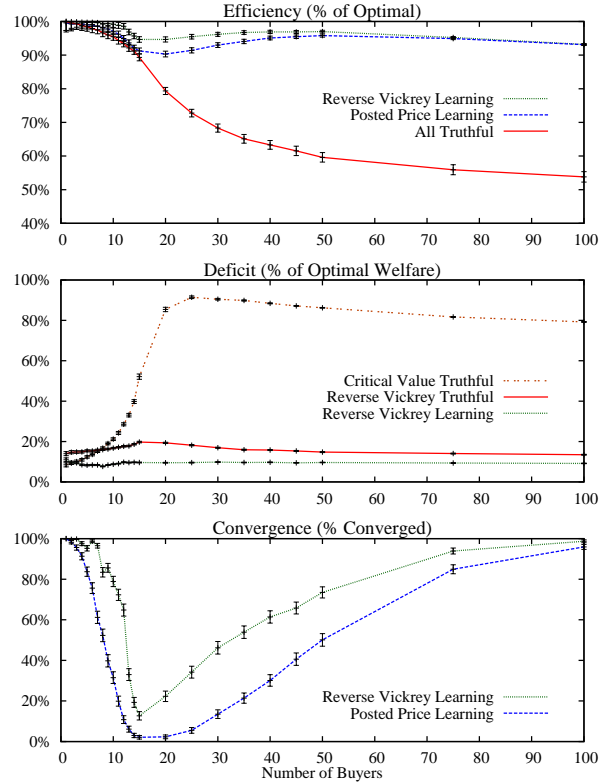 Efficiency (% of Optimal)
100%
90%
80%
70%
60%
50%
40%
Reverse Vickrey Learning
Posted Price Learning
All Truthful
0 10 20 30 40 50 60 70 80 90 100
Deficit (% of Optimal Welfare)
100%
80%
60%
40%
20%
0%
Critical Value Truthful
Reverse Vickrey Truthful
Reverse Vickrey Learning
0 10 20 30 40 50 60 70 80 90 100
Convergence (% Converged)
100%
80%
60%
40%
20%
0%
Reverse Vickrey Learning
Posted Price Learning
0 10 20 30 40 50 60 70 80 90 100
Number of Buyers